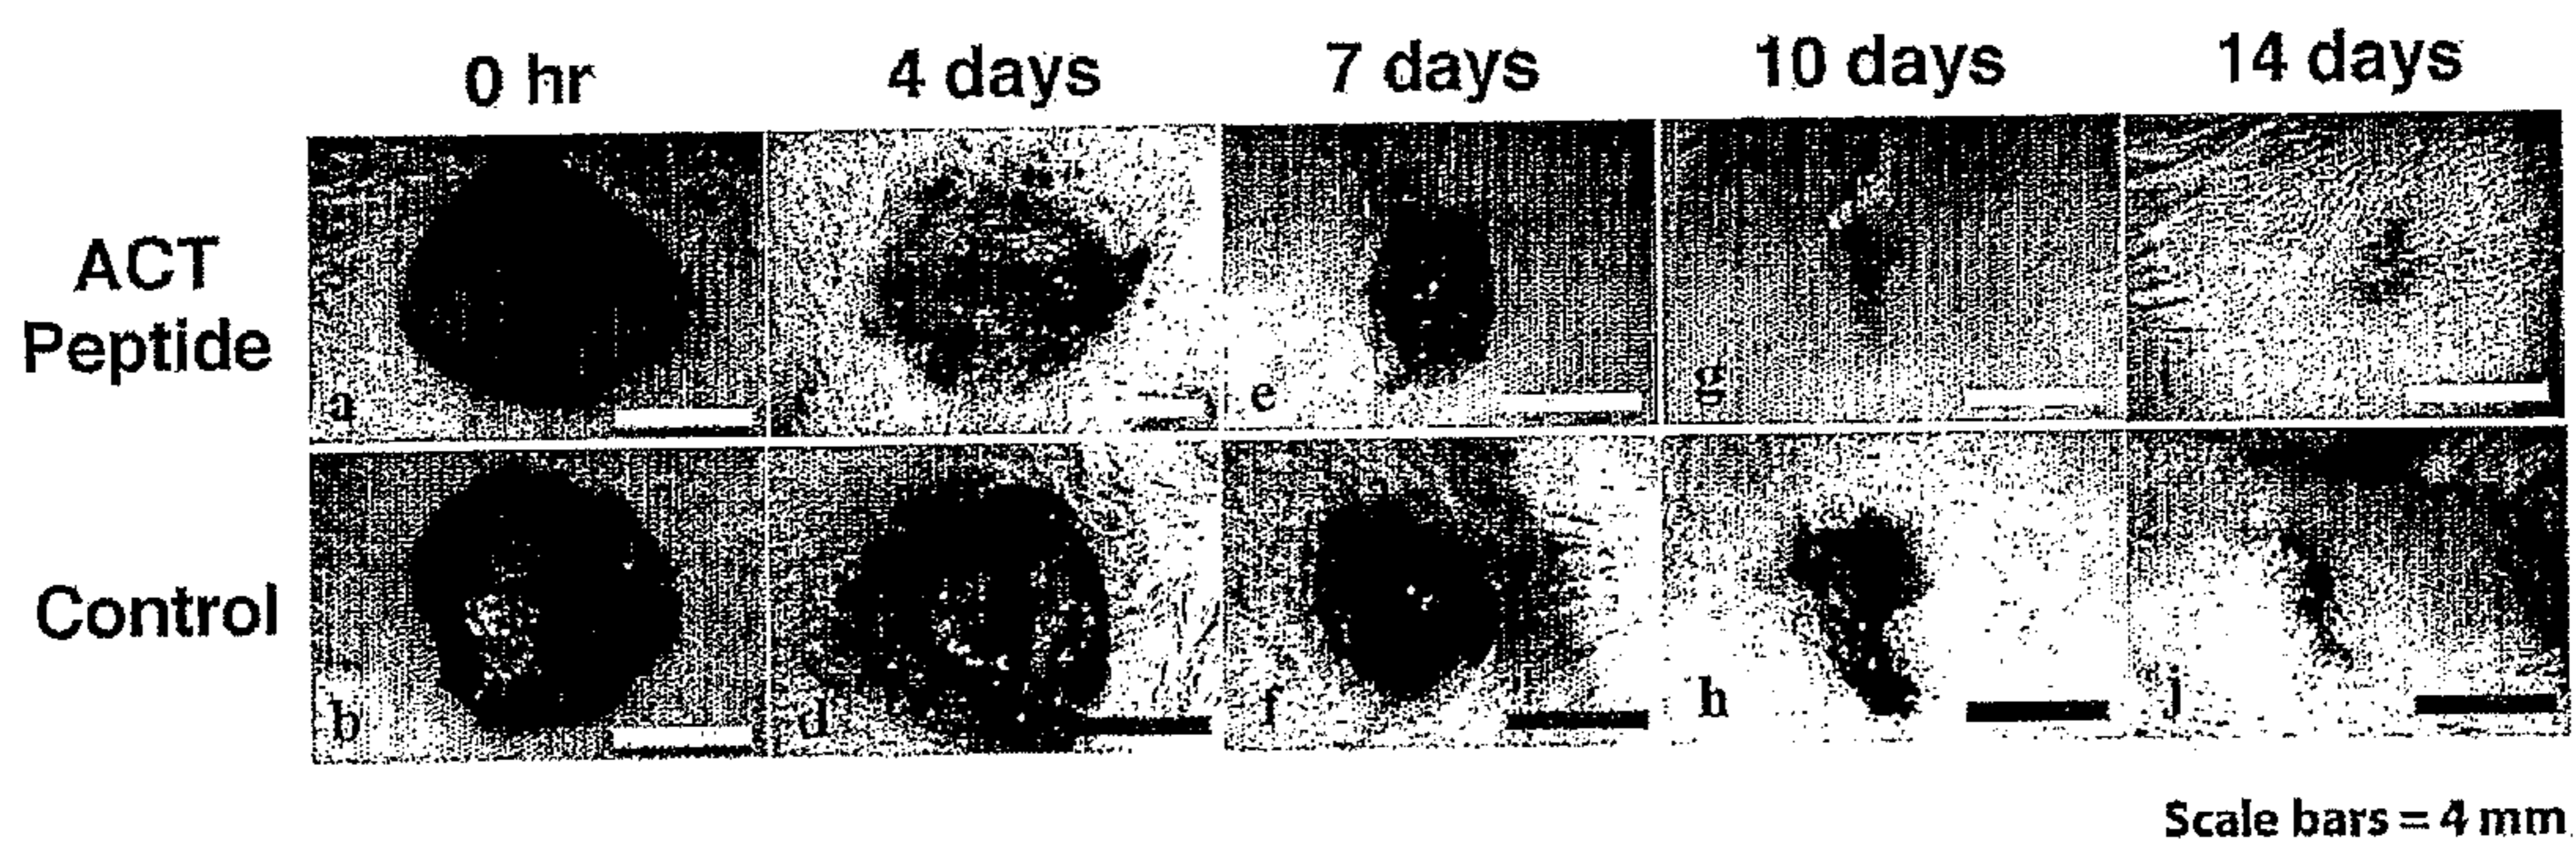 0 hr 4 days 7 days 10 days 14 days
ACT
Peptide
a e g
Control
b d f h j
Scale bars = 4 mm